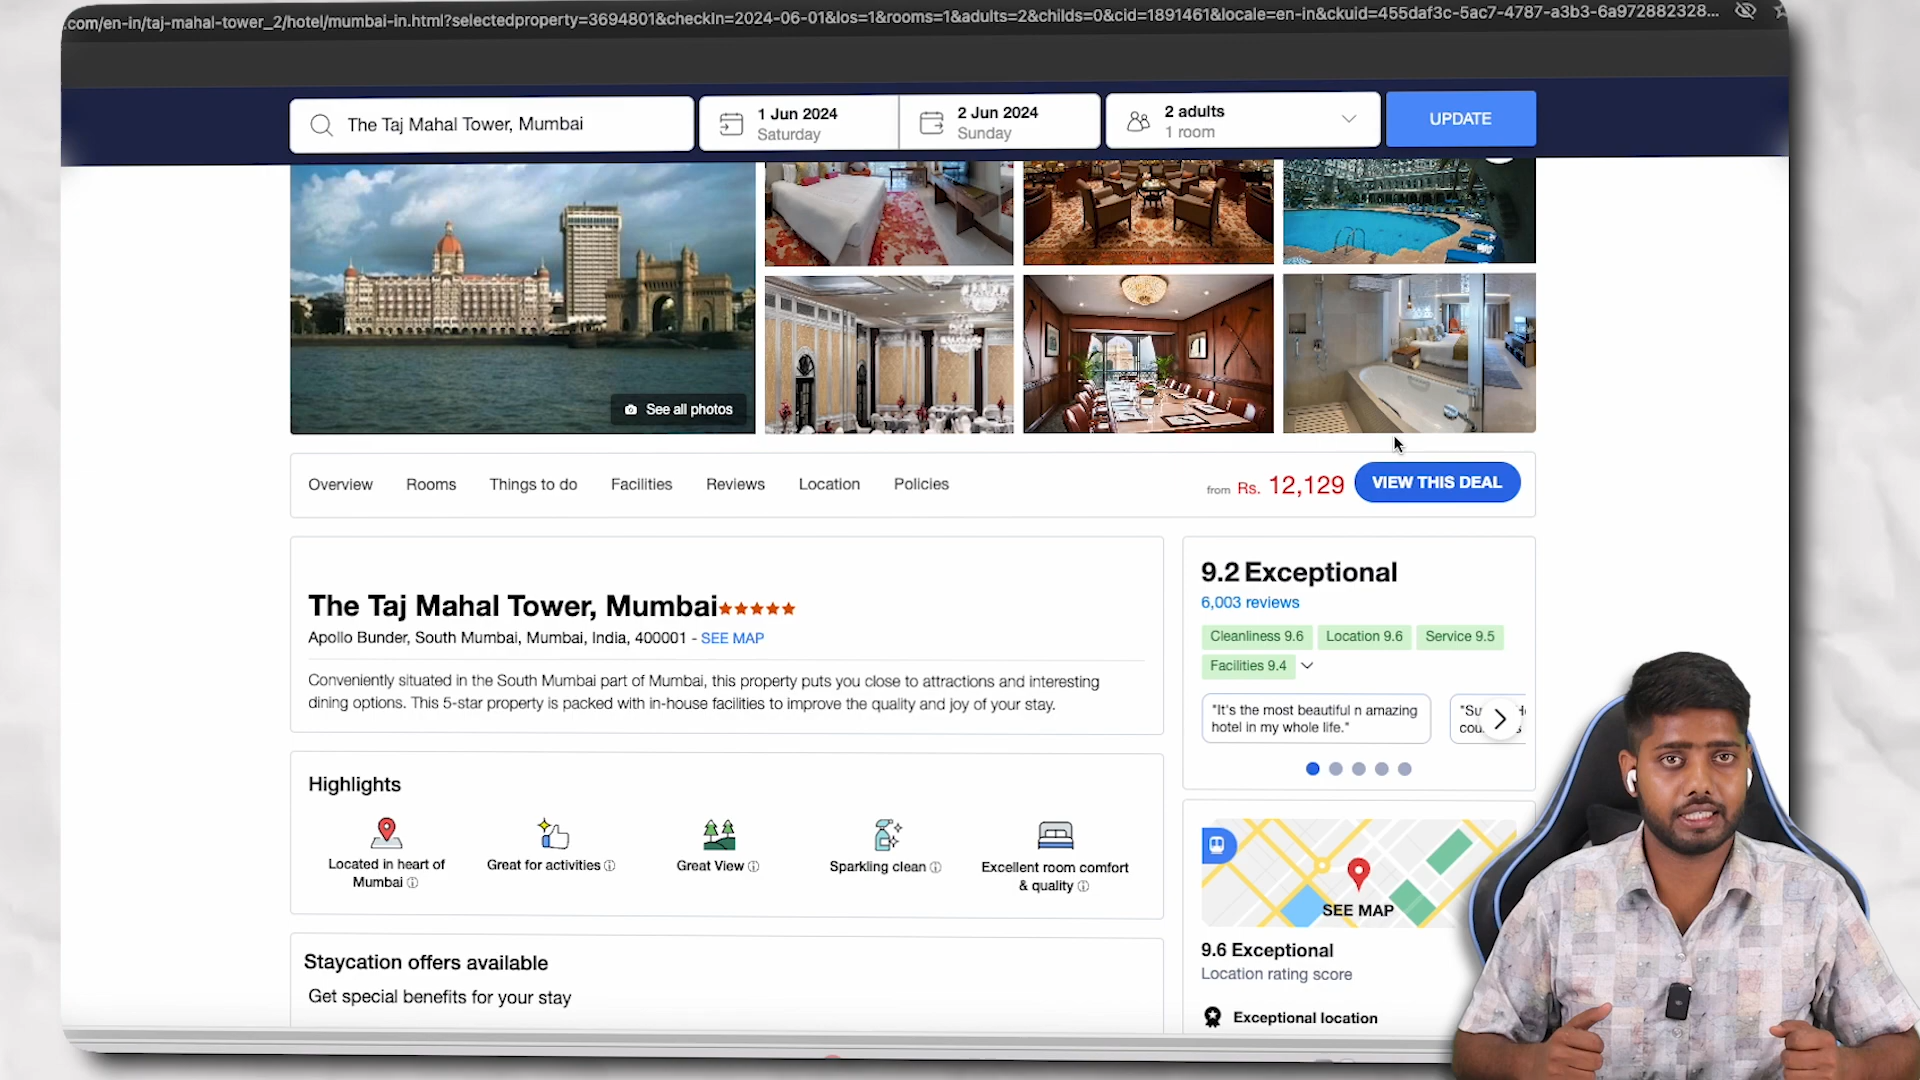 .com/en-in/taj-mahal-tower_2/hotel/mumbai-in.html?selectedproperty=3694801&checkIn=2024-06-01&los=1&rooms=1&adults=2&childs=0&cid=1891461&locale=en-in&ckuid=455daf3c-5ac7-4787-a3b3-6a972882328...
The Taj Mahal Tower, Mumbai
1 Jun 2024
Saturday
2 Jun 2024
Sunday
2 adults
1 room
UPDATE
See all photos
Overview
Rooms
Things to do
Facilities
Reviews
Location
Policies
from Rs. 12,129
VIEW THIS DEAL
The Taj Mahal Tower, Mumbai
Apollo Bunder, South Mumbai, Mumbai, India, 400001 - SEE MAP
Conveniently situated in the South Mumbai part of Mumbai, this property puts you close to attractions and interesting
dining options. This 5-star property is packed with in-house facilities to improve the quality and joy of your stay.
9.2 Exceptional
6,003 reviews
Cleanliness 9.6
Location 9.6
Service 9.5
Facilities 9.4
"It's the most beautiful n amazing
hotel in my whole life."
Highlights
Located in heart of
Mumbai
Great for activities
Great View
Sparkling clean
Excellent room comfort
& quality
SEE MAP
9.6 Exceptional
Location rating score
Exceptional location
Staycation offers available
Get special benefits for your stay